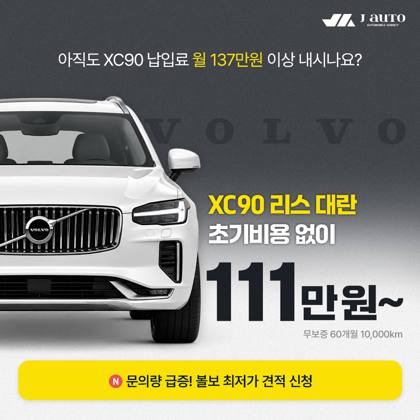 J AUTO
AUTOMOBILE AGENCY
아직도 XC90 납입료 월 137만원 이상 내시나요?
VOLVO
VOLVO
XC90 리스 대란
초기비용 없이
111만원~
무보증 60개월 10,000km
N 문의량 급증! 볼보 최저가 견적 신청